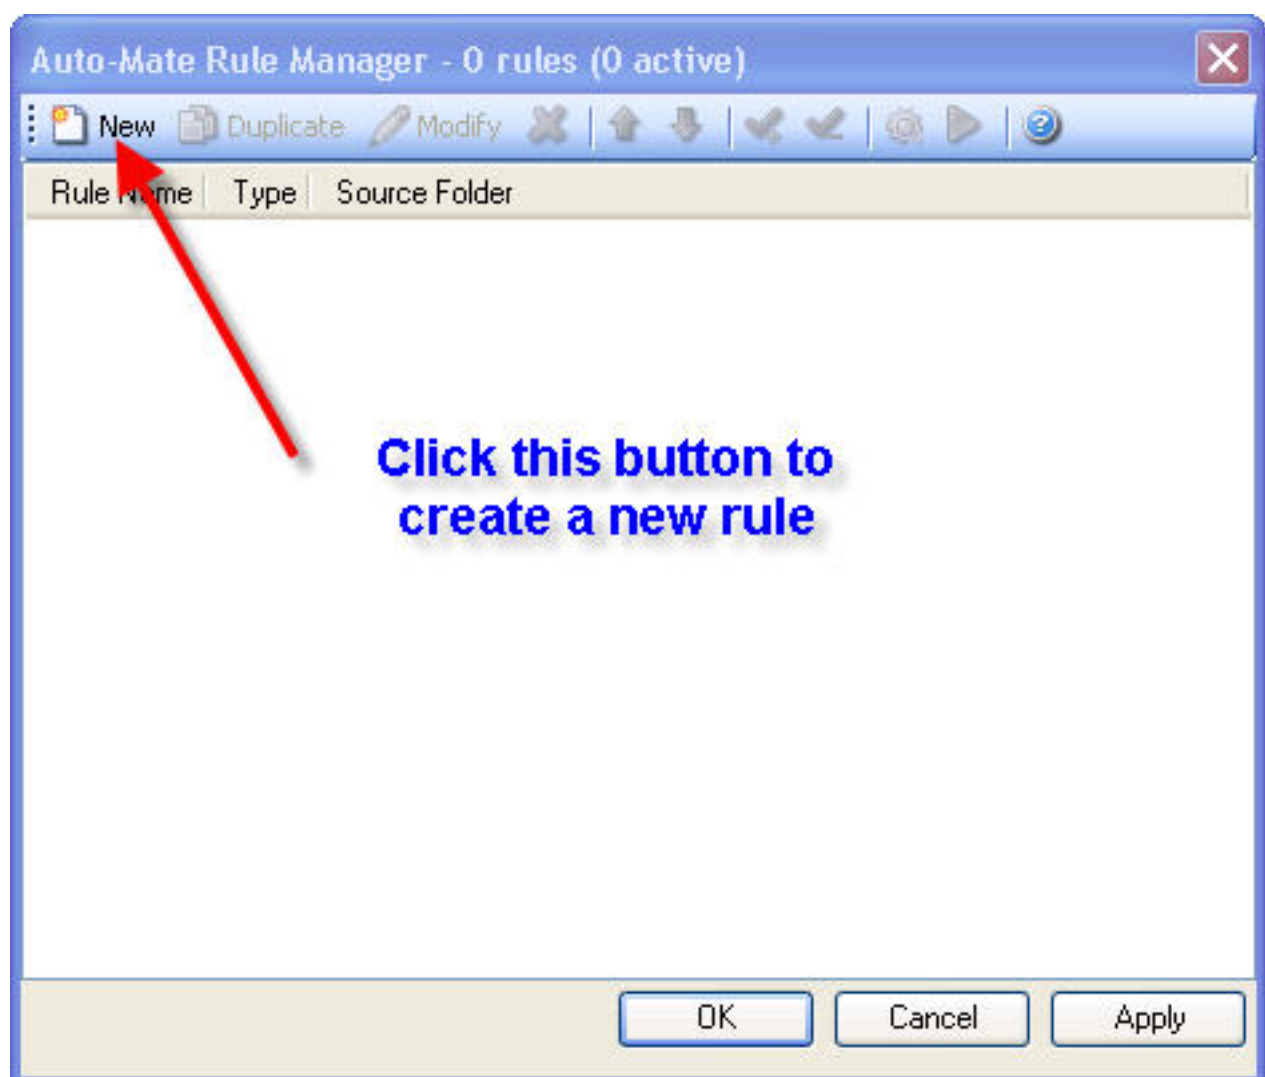 Auto-Mate Rule Manager - 0 rules (0 active)
New Duplicate Modify
Rule Name Type Source Folder
Click this button to
create a new rule
OK Cancel Apply